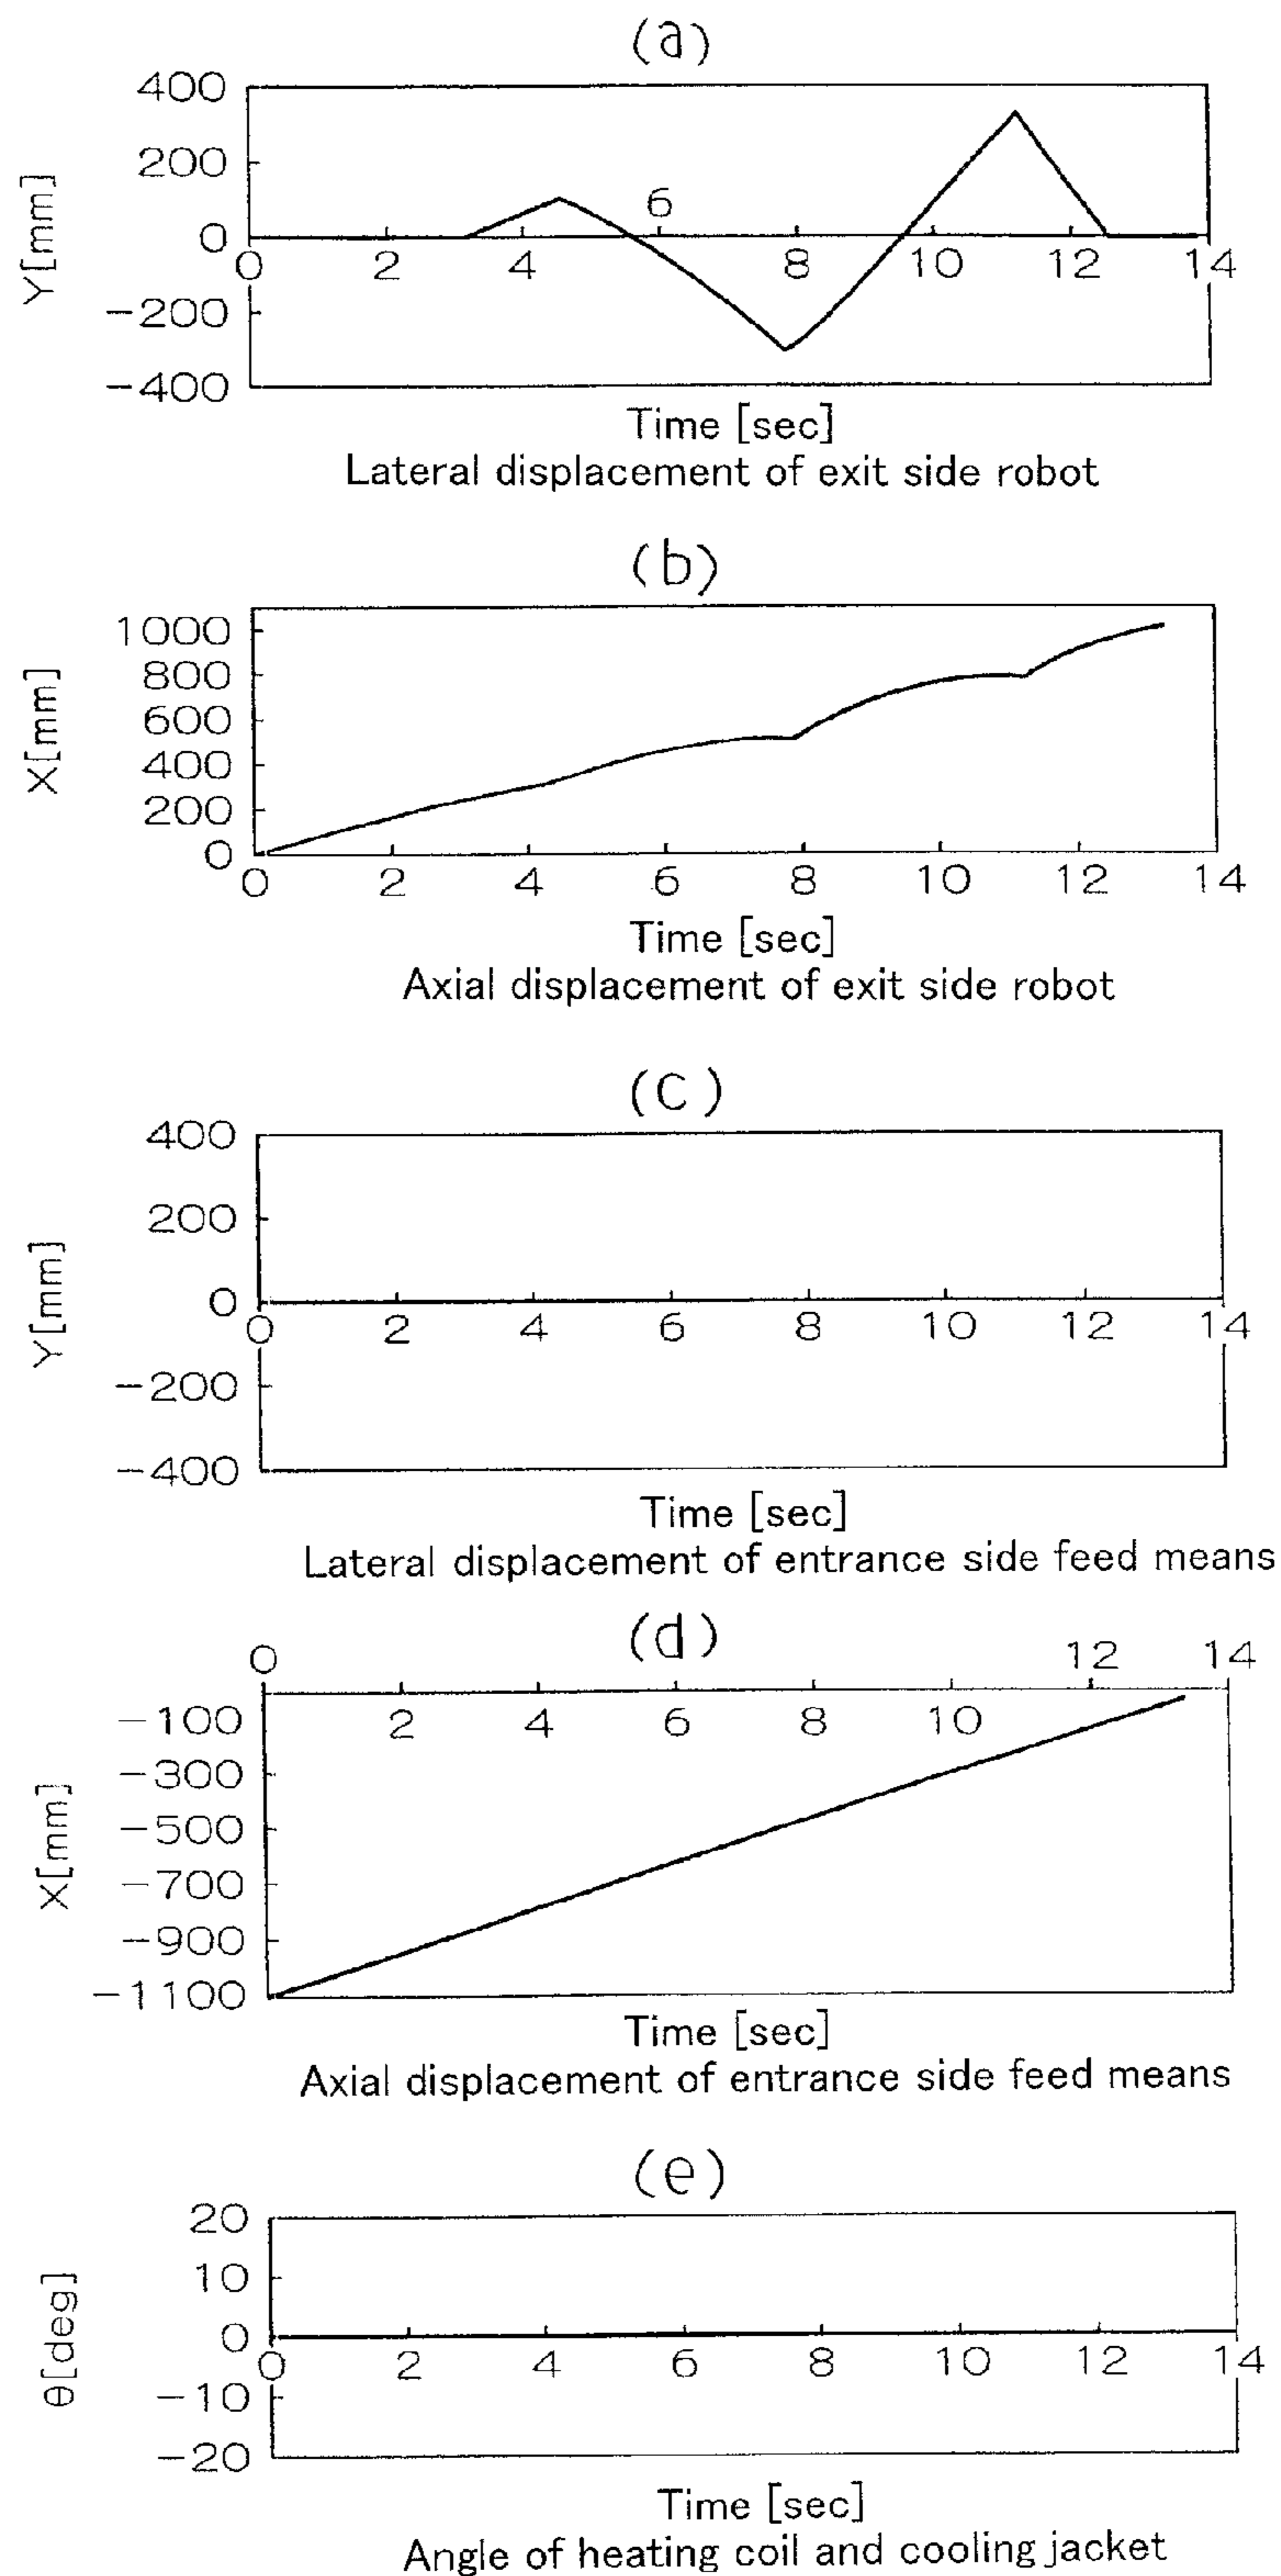 (a)
400
200
6
0
0 2 4 8 10 12 14
Y[mm]
−200
−400
Time [sec]
Lateral displacement of exit side robot
(b)
1000
800
600
X[mm]
400
200
0
0 2 4 6 8 10 12 14
Time [sec]
Axial displacement of exit side robot
(c)
400
200
Y[mm]
0
0 2 4 6 8 10 12 14
−200
−400
Time [sec]
Lateral displacement of entrance side feed means
(d)
0 12 14
−100 2 4 6 8 10
−300
X[mm]
−500
−700
−900
−1100
Time [sec]
Axial displacement of entrance side feed means
(e)
20
10
θ[deg]
0
0 2 4 6 8 10 12 14
−10
−20
Time [sec]
Angle of heating coil and cooling jacket